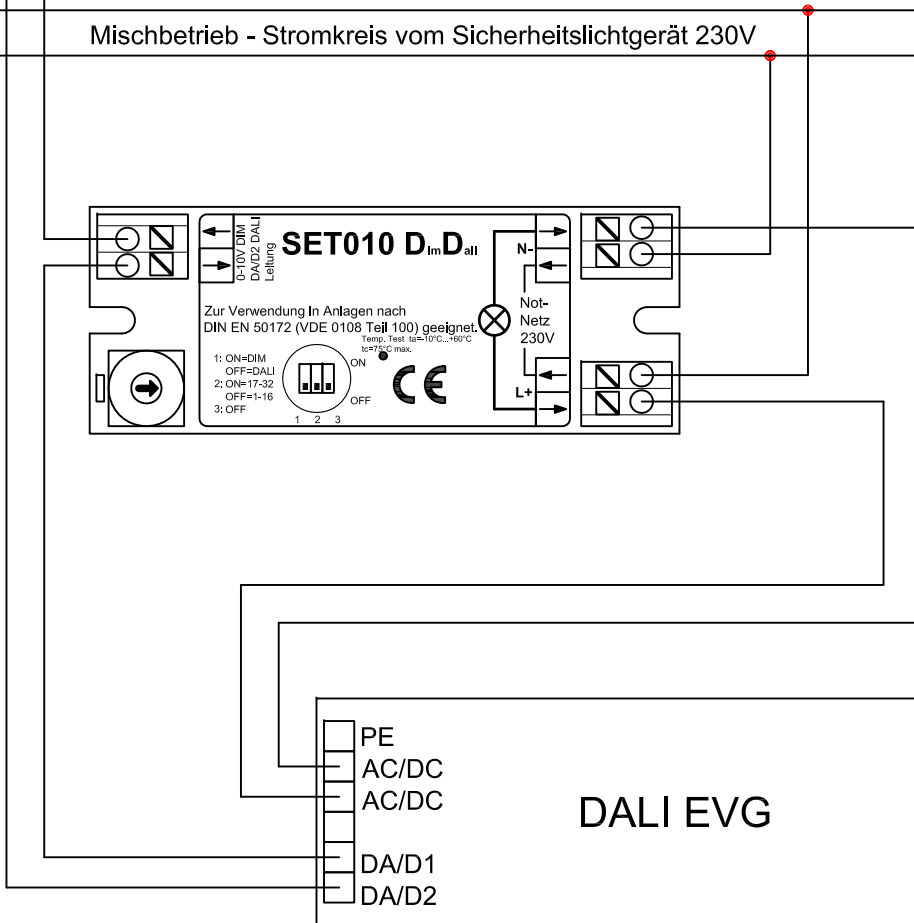 Mischbetrieb - Stromkreis vom Sicherheitslichtgerät 230V
0-10V DIM
DA/D2 DALI
Leitung
SET010 DimDali
N-
Not-
Netz
230V
L+
Zur Verwendung in Anlagen nach
DIN EN 50172 (VDE 0108 Teil 100) geeignet.
Temp. Test ta=-10°C...+60°C
tc=75°C max.
1: ON=DIM
OFF=DALI
2: ON=17-32
OFF=1-16
3: OFF
ON
OFF
1 2 3
CE
PE
AC/DC
AC/DC
DA/D1
DA/D2
DALI EVG